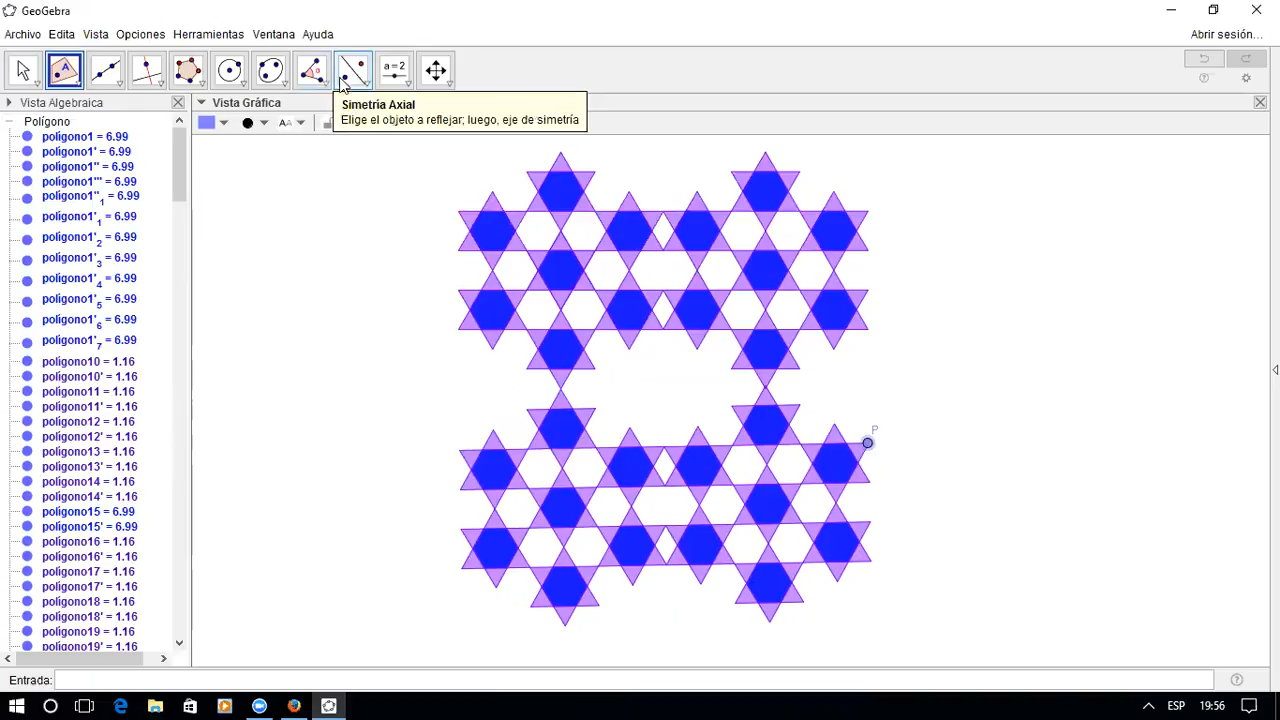 GeoGebra
Archivo Edita Vista Opciones Herramientas Ventana Ayuda
Abrir sesión...
A
a = 2
Simetría Axial
Elige el objeto a reflejar; luego, eje de simetría
Vista Algebraica
Vista Gráfica
AA
Polígono
polígono1 = 6.99
polígono1' = 6.99
polígono1'' = 6.99
polígono1''' = 6.99
polígono1''₁ = 6.99
polígono1'₁ = 6.99
polígono1'₂ = 6.99
polígono1'₃ = 6.99
polígono1'₄ = 6.99
polígono1'₅ = 6.99
polígono1'₆ = 6.99
polígono1'₇ = 6.99
polígono10 = 1.16
polígono10' = 1.16
polígono11 = 1.16
polígono11' = 1.16
polígono12 = 1.16
polígono12' = 1.16
polígono13 = 1.16
polígono13' = 1.16
polígono14 = 1.16
polígono14' = 1.16
polígono15 = 6.99
polígono15' = 6.99
polígono16 = 1.16
polígono16' = 1.16
polígono17 = 1.16
polígono17' = 1.16
polígono18 = 1.16
polígono18' = 1.16
polígono19 = 1.16
polígono19' = 1.16
P
Entrada:
ESP 19:56